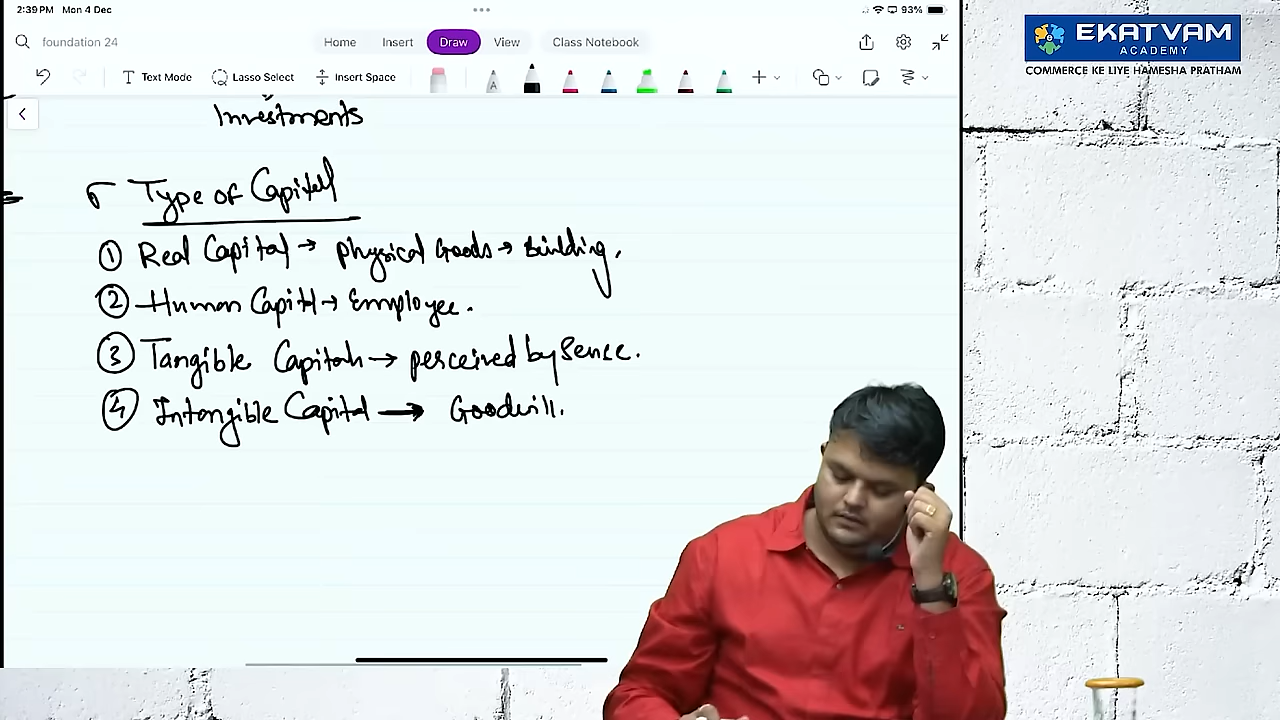 2:39 PM Mon 4 Dec
93%
foundation 24
Home Insert Draw View Class Notebook
Text Mode Lasso Select Insert Space
EKATVAM
ACADEMY
COMMERCE KE LIYE HAMESHA PRATHAM
Investments
Type of Capital
① Real Capital → Physical Goods → Building.
② Human Capital → Employee.
③ Tangible Capital → perceived by Sense.
④ Intangible Capital → Goodwill.